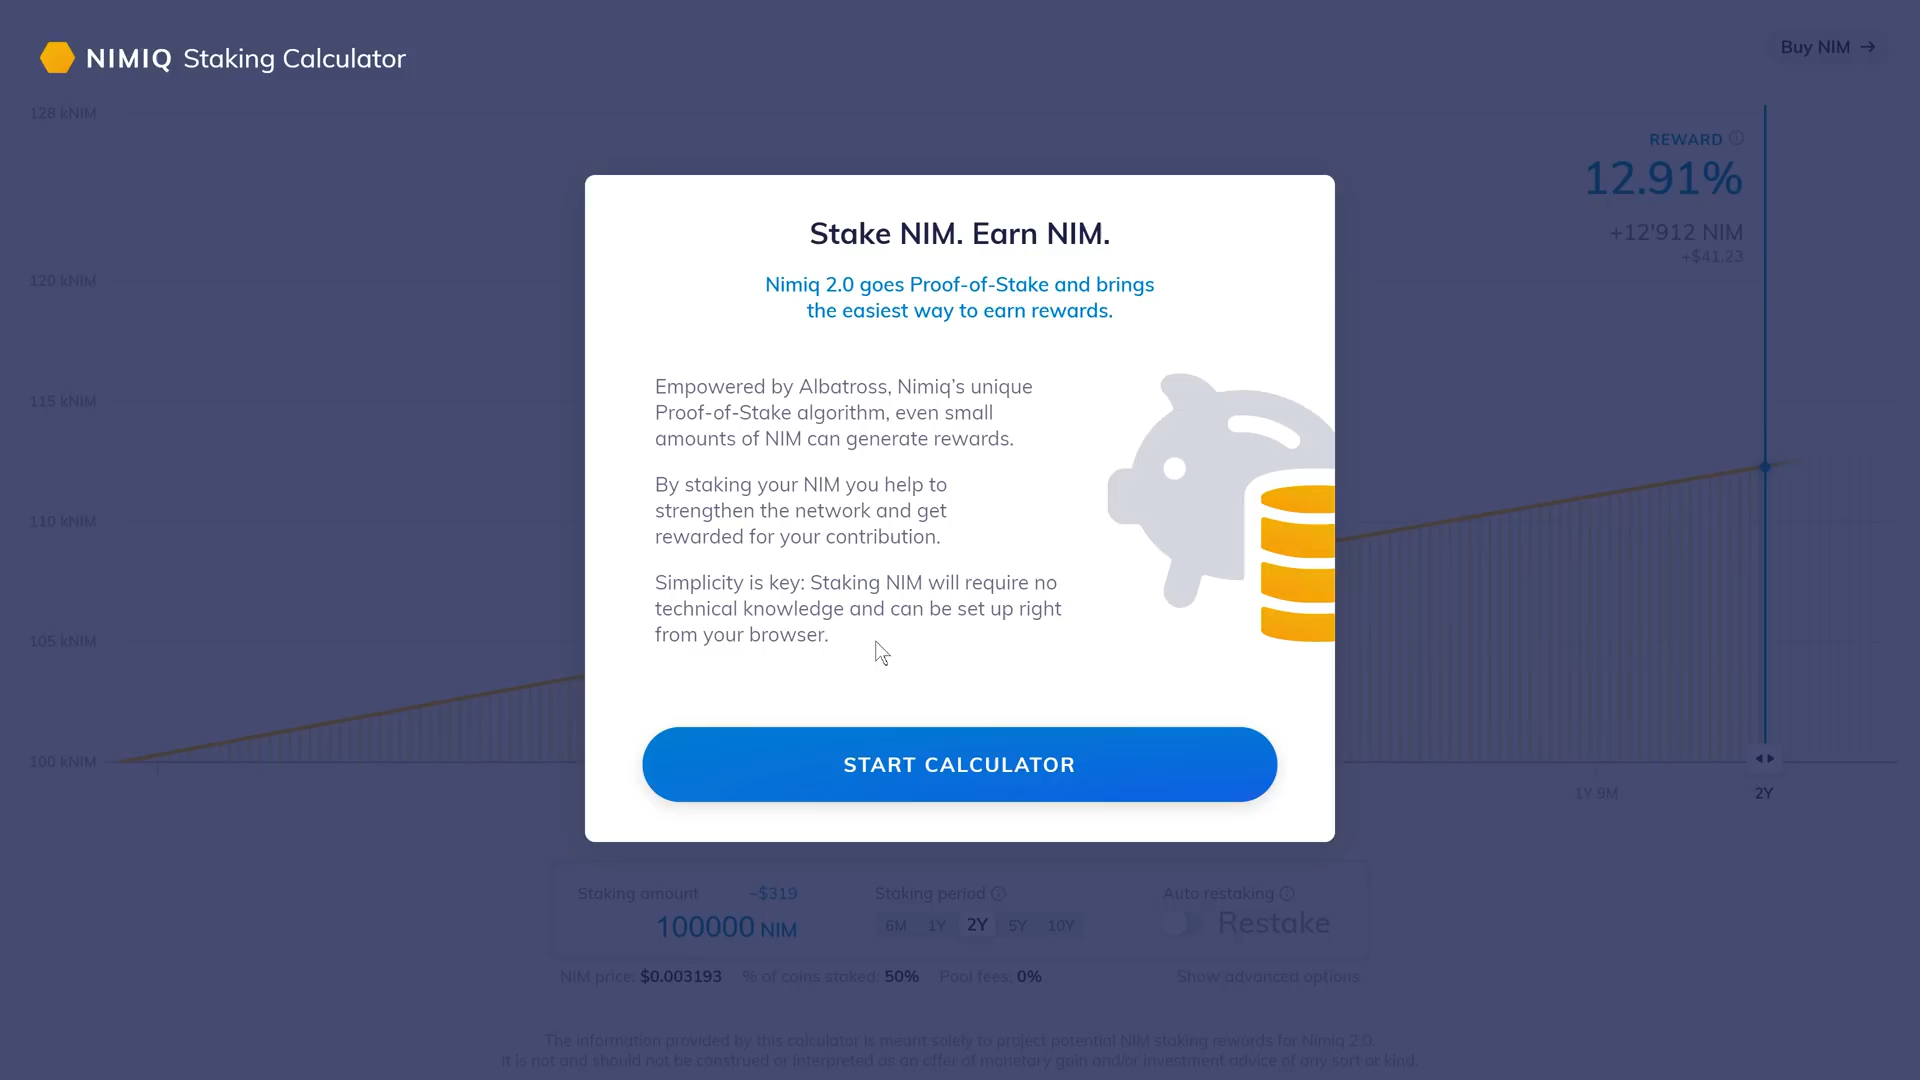 NIMIQ Staking Calculator
Buy NIM →
128 kNIM
REWARD
12.91%
+12'912 NIM
+$41.23
120 kNIM
115 kNIM
110 kNIM
105 kNIM
100 kNIM
Stake NIM. Earn NIM.
Nimiq 2.0 goes Proof-of-Stake and brings
the easiest way to earn rewards.
Empowered by Albatross, Nimiq’s unique
Proof-of-Stake algorithm, even small
amounts of NIM can generate rewards.
By staking your NIM you help to
strengthen the network and get
rewarded for your contribution.
Simplicity is key: Staking NIM will require no
technical knowledge and can be set up right
from your browser.
START CALCULATOR
1Y 9M
2Y
Staking amount ~$319
100000 NIM
Staking period
6M 1Y 2Y 5Y 10Y
Auto restaking
Restake
NIM price: $0.003193 % of coins staked: 50% Pool fees: 0% Show advanced options
The information provided by this calculator is meant solely to project potential NIM staking rewards for Nimiq 2.0.
It is not and should not be construed or interpreted as an offer of monetary gain and/or investment advice of any sort or kind.